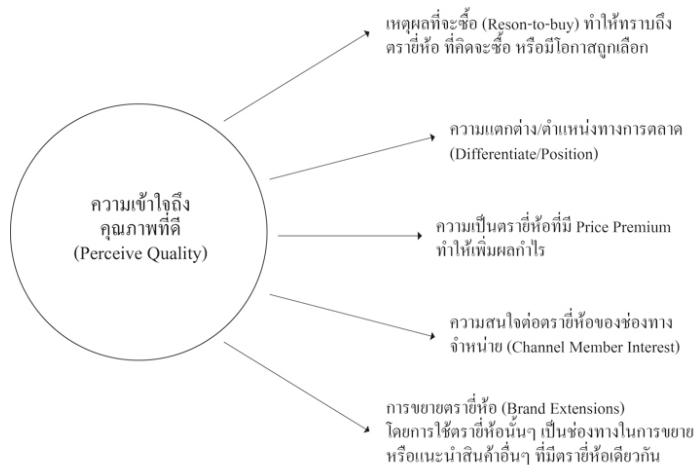 เหตุผลที่จะซื้อ (Reson-to-buy) ทำให้ทราบถึง
ตรายี่ห้อ ที่คิดจะซื้อ หรือมีโอกาสถูกเลือก
ความแตกต่าง/ตำแหน่งทางการตลาด
(Differentiate/Position)
ความเข้าใจถึง
คุณภาพที่ดี
(Perceive Quality)
ความเป็นตรายี่ห้อที่มี Price Premium
ทำให้เพิ่มผลกำไร
ความสนใจต่อตรายี่ห้อของช่องทาง
จำหน่าย (Channel Member Interest)
การขยายตรายี่ห้อ (Brand Extensions)
โดยการใช้ตรายี่ห้อนั้นๆ เป็นช่องทางในการขยาย
หรือแนะนำสินค้าอื่นๆ ที่มีตรายี่ห้อเดียวกัน